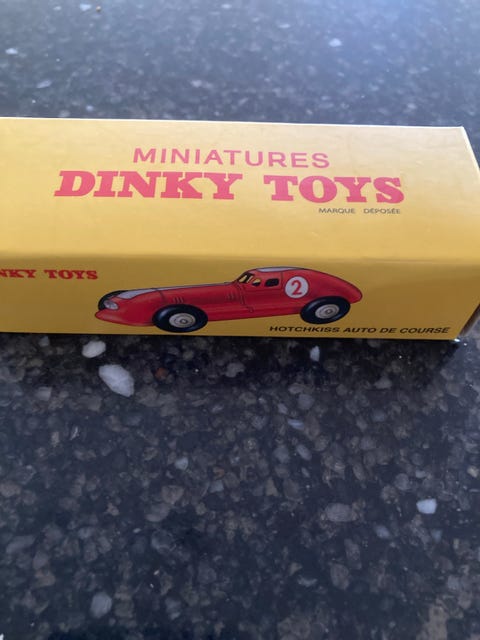 MINIATURES
DINKY TOYS
MARQUE DÉPOSÉE
NKY TOYS
2
HOTCHKISS AUTO DE COURSE